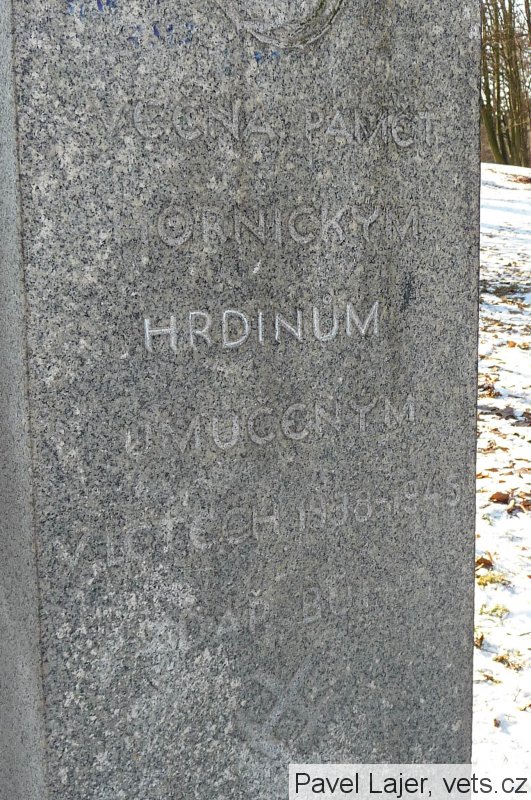 VĚČNÁ PAMĚŤ
HORNICKÝM
HRDINŮM
UMUČENÝM
V LETECH 1938-1945
Pavel Lajer, vets.cz